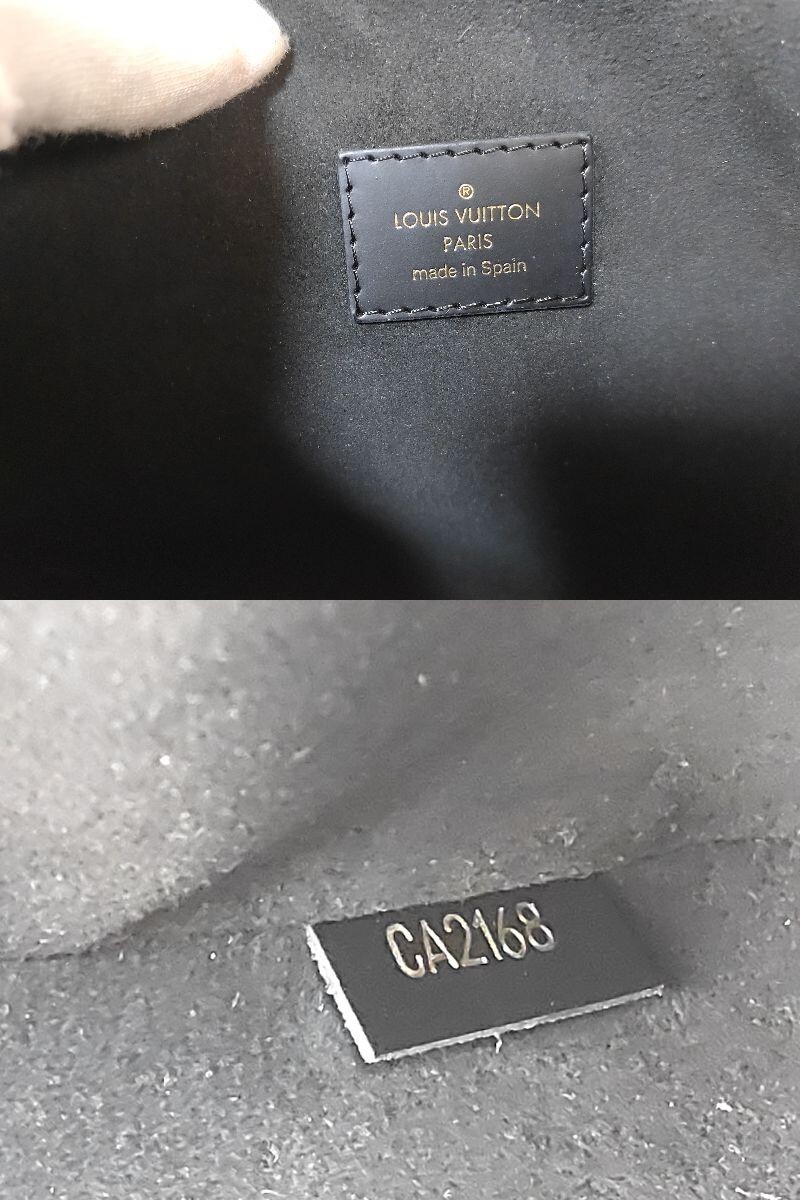 ®
LOUIS VUITTON
PARIS
made in Spain
CA2168